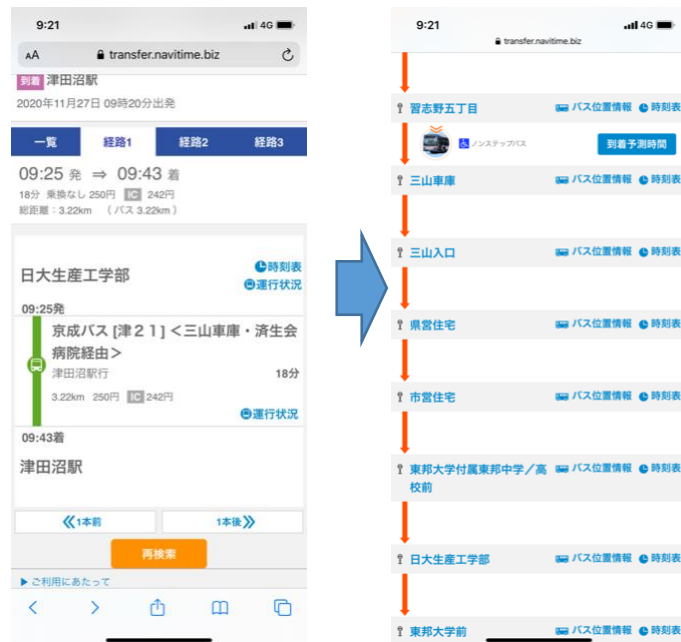 9:21
4G
AA
transfer.navitime.biz
到着 津田沼駅
2020年11月27日 09時20分出発
一覧
経路1
経路2
経路3
09:25 発 ⇒ 09:43 着
18分 乗換なし 250円 IC 242円
総距離：3.22km （バス 3.22km）
日大生産工学部
時刻表
運行状況
09:25発
京成バス [津２１]＜三山車庫・済生会
病院経由＞
津田沼駅行
18分
3.22km 250円 IC 242円
運行状況
09:43着
津田沼駅
1本前
1本後
再検索
▶ ご利用にあたって
9:21
4G
transfer.navitime.biz
習志野五丁目 バス位置情報 時刻表
ノンステップバス
到着予測時間
三山車庫 バス位置情報 時刻表
三山入口 バス位置情報 時刻表
県営住宅 バス位置情報 時刻表
市営住宅 バス位置情報 時刻表
東邦大学付属東邦中学／高 バス位置情報 時刻表
校前
日大生産工学部 バス位置情報 時刻表
東邦大学前 バス位置情報 時刻表